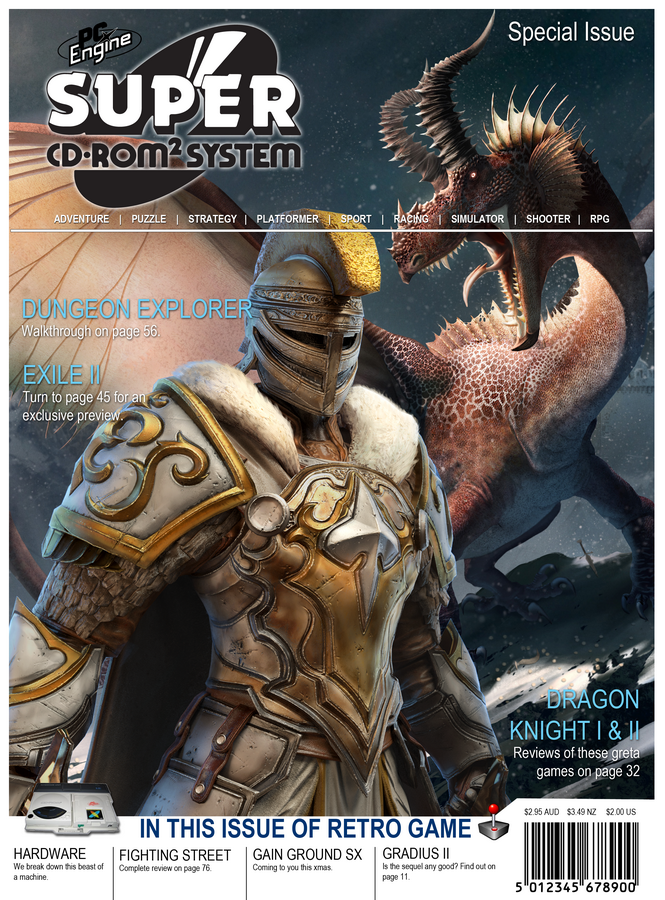 PC Engine
SUPER
CD-ROM² SYSTEM
Special Issue
ADVENTURE | PUZZLE | STRATEGY | PLATFORMER | SPORT | RACING | SIMULATOR | SHOOTER | RPG
DUNGEON EXPLORER
Walkthrough on page 56.
EXILE II
Turn to page 45 for an
exclusive preview.
DRAGON
KNIGHT I & II
Reviews of these greta
games on page 32
IN THIS ISSUE OF RETRO GAME
$2.95 AUD $3.49 NZ $2.00 US
HARDWARE
We break down this beast of
a machine.
FIGHTING STREET
Complete review on page 76.
GAIN GROUND SX
Coming to you this xmas.
GRADIUS II
Is the sequel any good? Find out on
page 11.
5 012345 678900